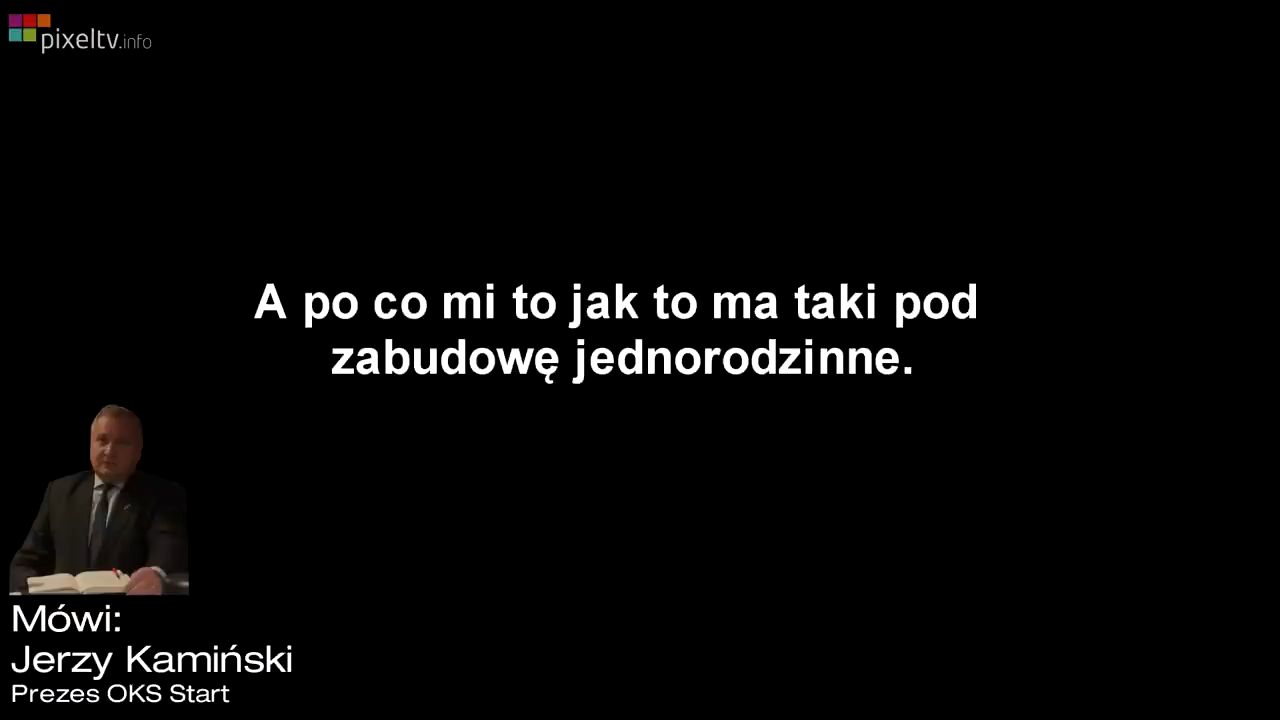 pixeltv.info
A po co mi to jak to ma taki pod
zabudowę jednorodzinne.
Mówi:
Jerzy Kamiński
Prezes OKS Start